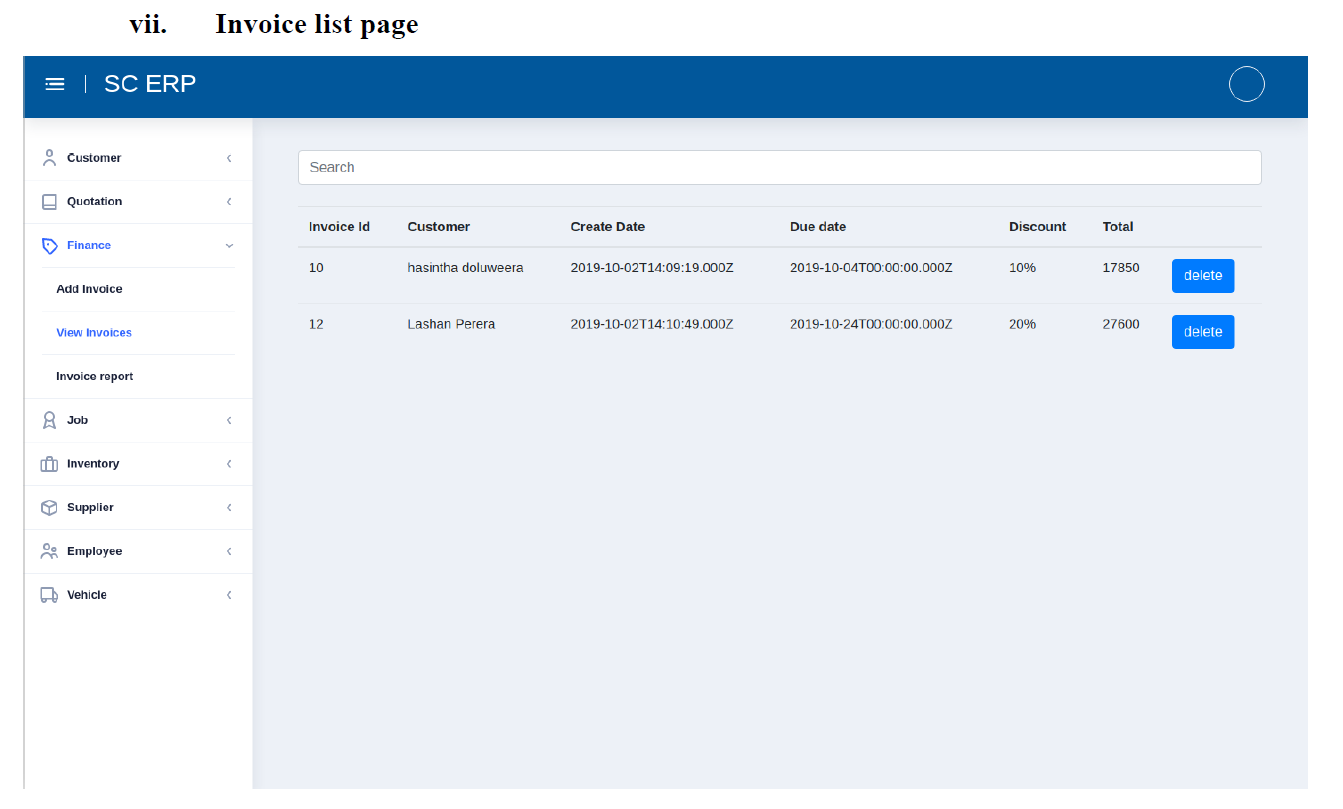 vii. Invoice list page
SC ERP
Customer
Quotation
Finance
Add Invoice
View Invoices
Invoice report
Job
Inventory
Supplier
Employee
Vehicle
Search
Invoice Id Customer Create Date Due date Discount Total
10 hasintha doluweera 2019-10-02T14:09:19.000Z 2019-10-04T00:00:00.000Z 10% 17850 delete
12 Lashan Perera 2019-10-02T14:10:49.000Z 2019-10-24T00:00:00.000Z 20% 27600 delete